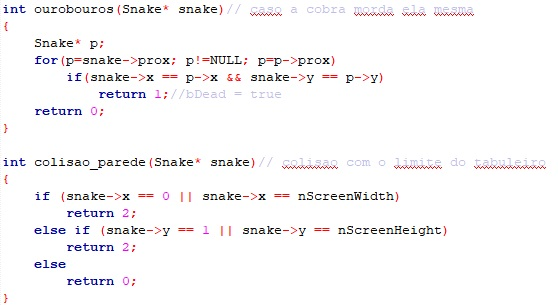 int ourobouros(Snake* snake)// caso a cobra morda ela mesma
{
    Snake* p;
    for(p=snake->prox; p!=NULL; p=p->prox)
        if(snake->x == p->x && snake->y == p->y)
            return 1;//bDead = true
    return 0;
}

int colisao_parede(Snake* snake)// colisao com o limite do tabuleiro
{
    if (snake->x == 0 || snake->x == nScreenWidth)
        return 2;
    else if (snake->y == 1 || snake->y == nScreenHeight)
        return 2;
    else
        return 0;
}